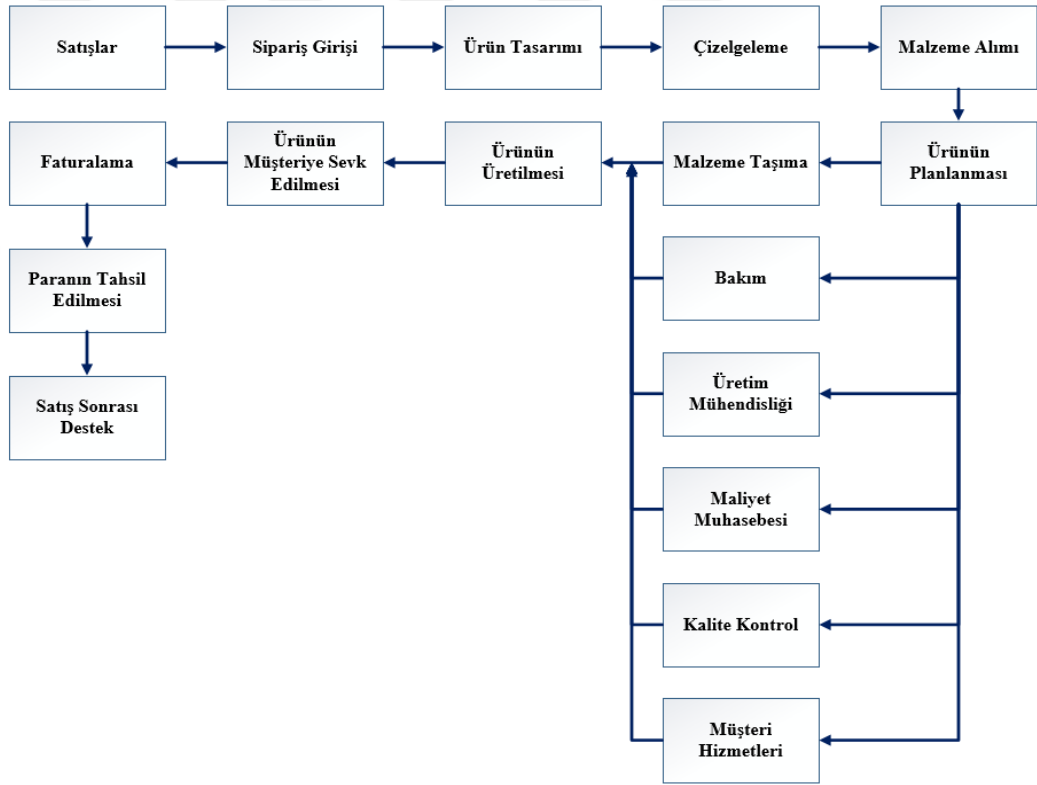 Satışlar
Sipariş Girişi
Ürün Tasarımı
Çizelgeleme
Malzeme Alımı
Faturalama
Ürünün
Müşteriye Sevk
Edilmesi
Ürünün
Üretilmesi
Malzeme Taşıma
Ürünün
Planlanması
Paranın Tahsil
Edilmesi
Bakım
Satış Sonrası
Destek
Üretim
Mühendisliği
Maliyet
Muhasebesi
Kalite Kontrol
Müşteri
Hizmetleri